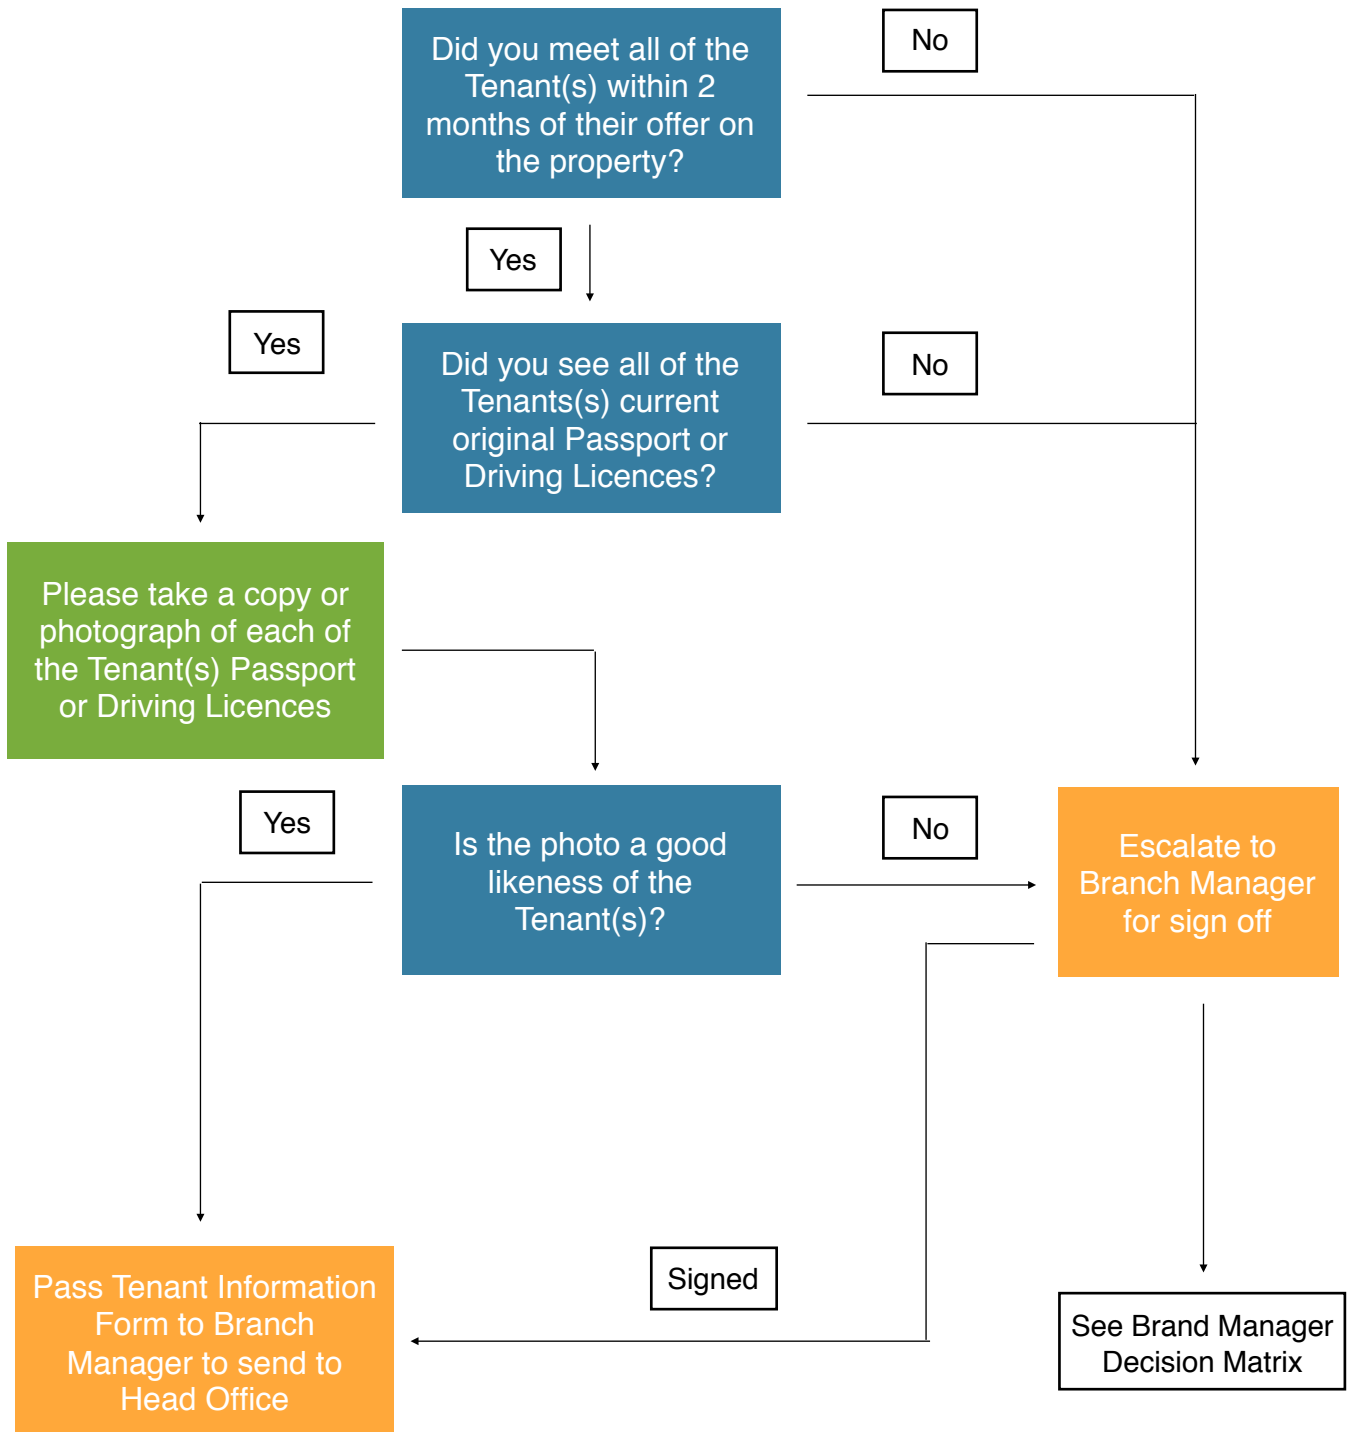 Did you meet all of the
Tenant(s) within 2
months of their offer on
the property?
No
Yes
Yes
Did you see all of the
Tenants(s) current
original Passport or
Driving Licences?
No
Please take a copy or
photograph of each of
the Tenant(s) Passport
or Driving Licences
Yes
Is the photo a good
likeness of the
Tenant(s)?
No
Escalate to
Branch Manager
for sign off
Pass Tenant Information
Form to Branch
Manager to send to
Head Office
Signed
See Brand Manager
Decision Matrix